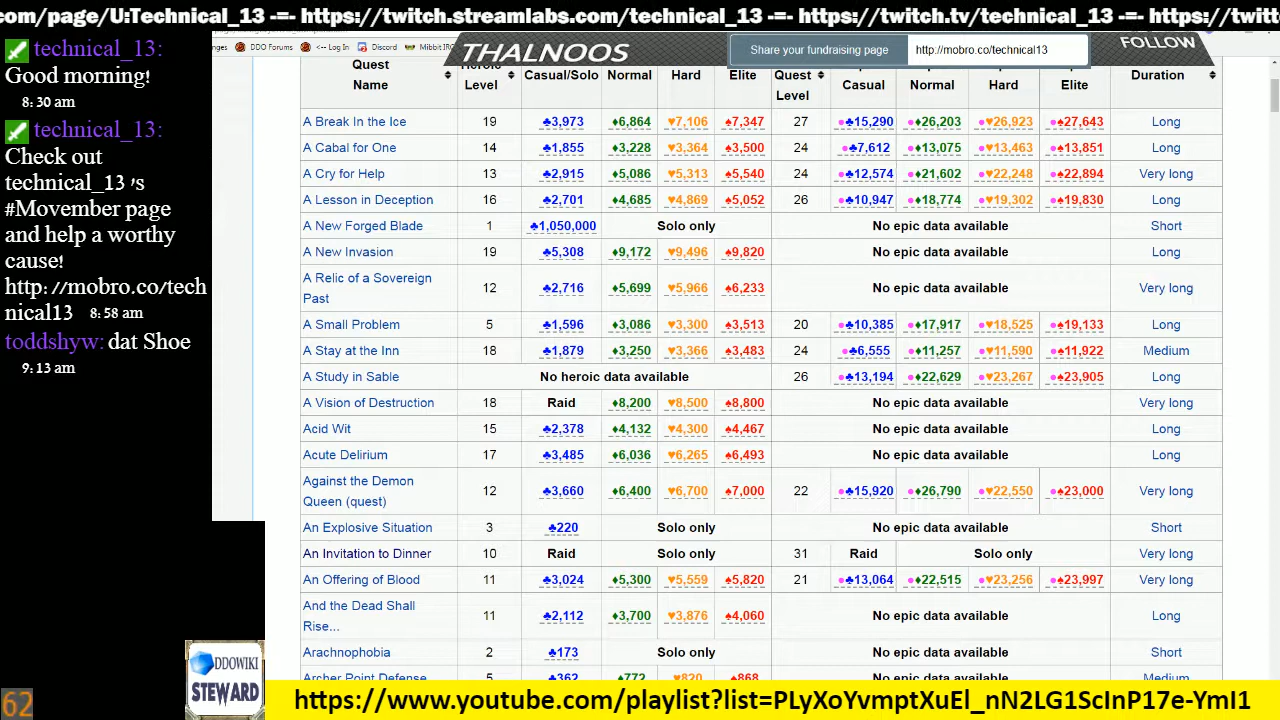 com/page/U:Technical_13 -=- https://twitch.streamlabs.com/technical_13 -=- https://twitch.tv/technical_13 -=- https://twitt
technical_13:
Good morning!
8:30 am
technical_13:
Check out
technical_13's
#Movember page
and help a worthy
cause!
http://mobro.co/tech
nical13 8:58 am
toddshyw: dat Shoe
9:13 am
nges DDO Forums <-- Log In Discord Mibbit IRC
THALNOOS
Share your fundraising page http://mobro.co/technical13
FOLLOW
Quest Name Level Casual/Solo Normal Hard Elite Quest Level Casual Normal Hard Elite Duration
A Break In the Ice 19 ♣3,973 ♦6,864 ♥7,106 ♠7,347 27 •♣15,290 •♦26,203 •♥26,923 •♠27,643 Long
A Cabal for One 14 ♣1,855 ♦3,228 ♥3,364 ♠3,500 24 •♣7,612 •♦13,075 •♥13,463 •♠13,851 Long
A Cry for Help 13 ♣2,915 ♦5,086 ♥5,313 ♠5,540 24 •♣12,574 •♦21,602 •♥22,248 •♠22,894 Very long
A Lesson in Deception 16 ♣2,701 ♦4,685 ♥4,869 ♠5,052 26 •♣10,947 •♦18,774 •♥19,302 •♠19,830 Long
A New Forged Blade 1 ♣1,050,000 Solo only No epic data available Short
A New Invasion 19 ♣5,308 ♦9,172 ♥9,496 ♠9,820 No epic data available Long
A Relic of a Sovereign
Past 12 ♣2,716 ♦5,699 ♥5,966 ♠6,233 No epic data available Very long
A Small Problem 5 ♣1,596 ♦3,086 ♥3,300 ♠3,513 20 •♣10,385 •♦17,917 •♥18,525 •♠19,133 Long
A Stay at the Inn 18 ♣1,879 ♦3,250 ♥3,366 ♠3,483 24 •♣6,555 •♦11,257 •♥11,590 •♠11,922 Medium
A Study in Sable No heroic data available 26 •♣13,194 •♦22,629 •♥23,267 •♠23,905 Long
A Vision of Destruction 18 Raid ♦8,200 ♥8,500 ♠8,800 No epic data available Very long
Acid Wit 15 ♣2,378 ♦4,132 ♥4,300 ♠4,467 No epic data available Long
Acute Delirium 17 ♣3,485 ♦6,036 ♥6,265 ♠6,493 No epic data available Long
Against the Demon
Queen (quest) 12 ♣3,660 ♦6,400 ♥6,700 ♠7,000 22 •♣15,920 •♦26,790 •♥22,550 •♠23,000 Very long
An Explosive Situation 3 ♣220 Solo only No epic data available Short
An Invitation to Dinner 10 Raid Solo only 31 Raid Solo only Very long
An Offering of Blood 11 ♣3,024 ♦5,300 ♥5,559 ♠5,820 21 •♣13,064 •♦22,515 •♥23,256 •♠23,997 Very long
And the Dead Shall
Rise... 11 ♣2,112 ♦3,700 ♥3,876 ♠4,060 No epic data available Long
Arachnophobia 2 ♣173 Solo only No epic data available Short
Archer Point Defense 5 ♣362 ♦772 ♥820 ♠868 No epic data available Medium
DDOWIKI
STEWARD
62
https://www.youtube.com/playlist?list=PLyXoYvmptXuEl_nN2LG1ScInP17e-YmI1